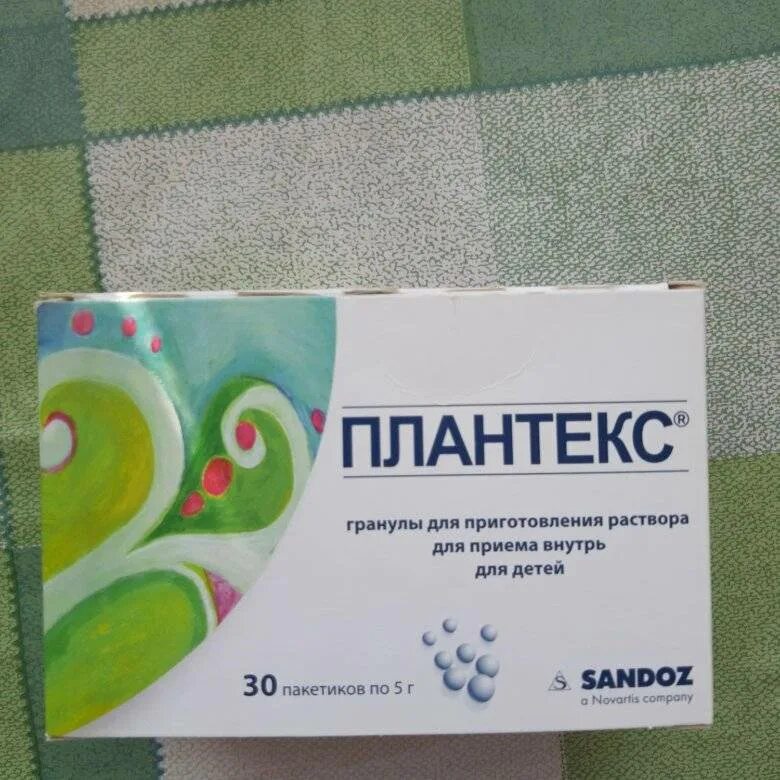 ПЛАНТЕКС®
гранулы для приготовления раствора
для приема внутрь
для детей
30 пакетиков по 5 г
S SANDOZ
a Novartis company